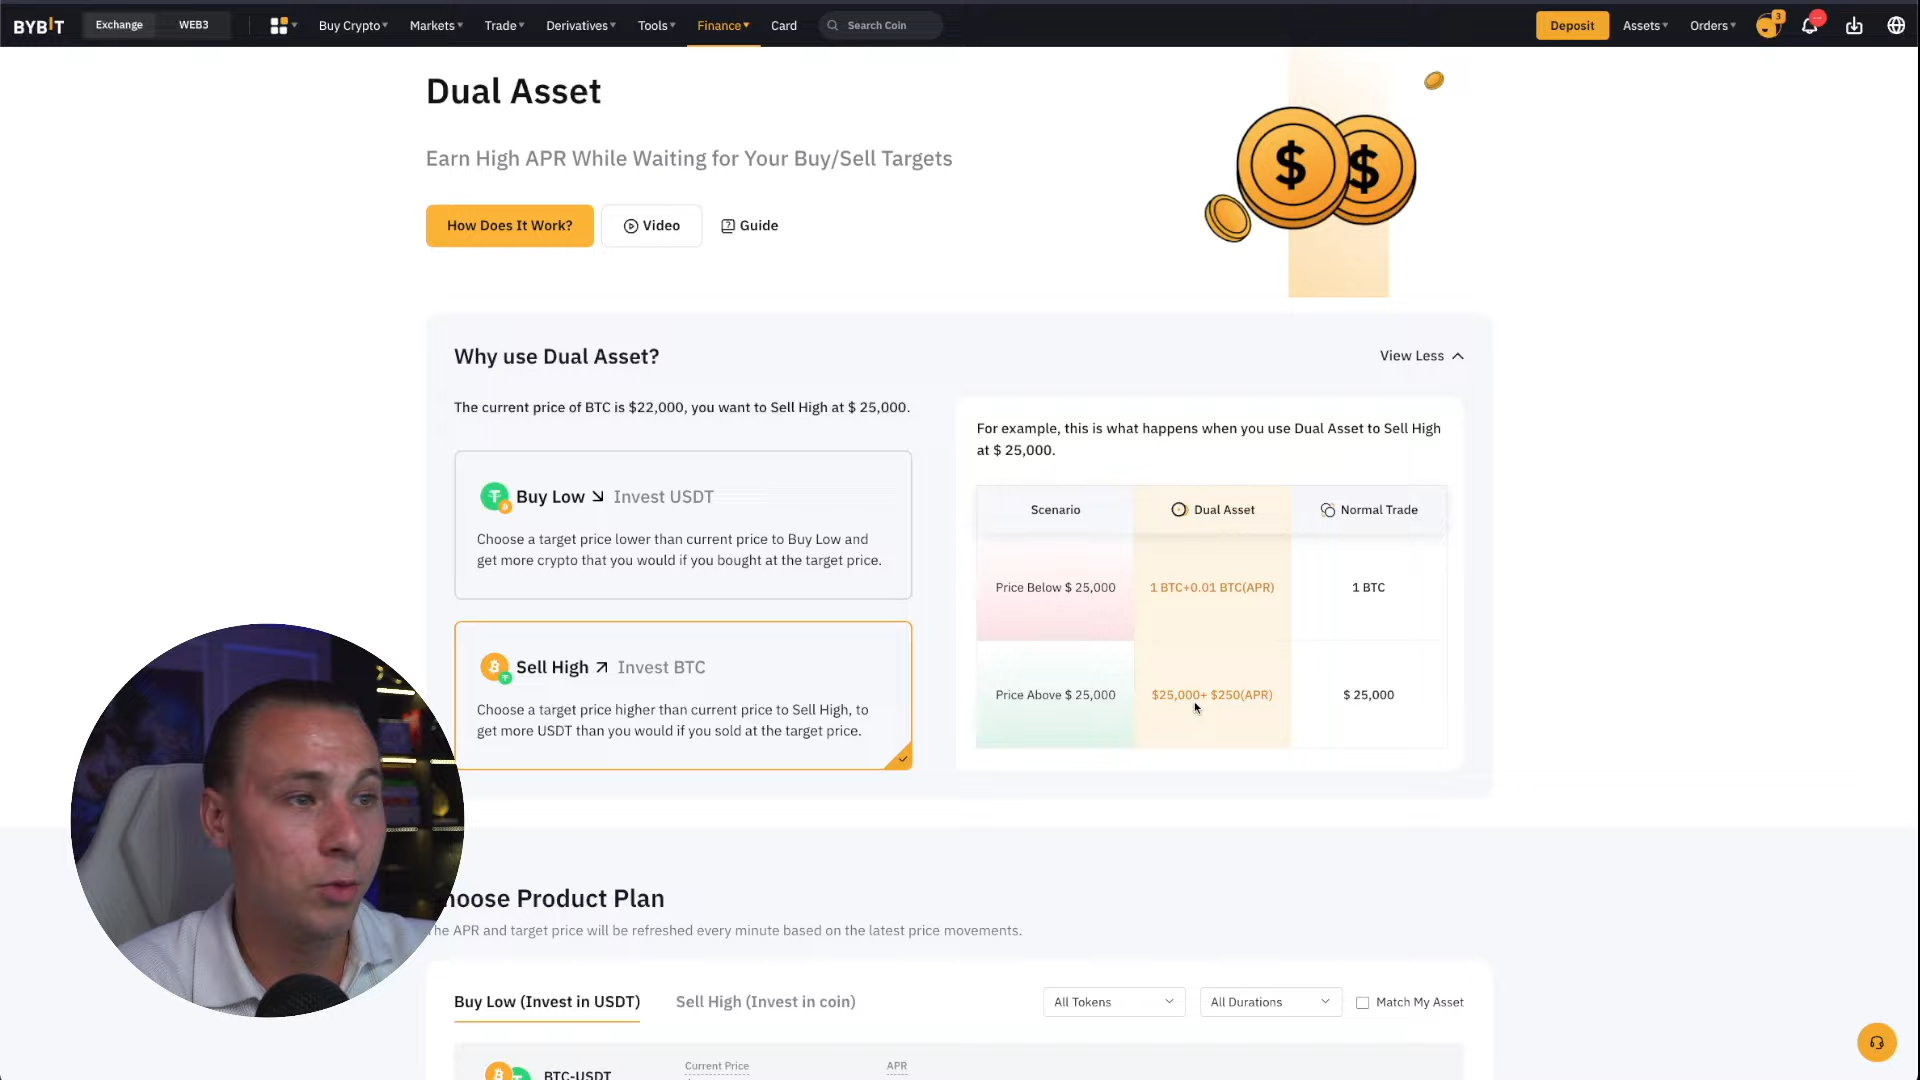 BYBIT Exchange WEB3 Buy Crypto Markets Trade Derivatives Tools Finance Card Search Coin Deposit Assets Orders 3
Dual Asset
Earn High APR While Waiting for Your Buy/Sell Targets
How Does It Work? Video Guide
Why use Dual Asset? View Less
The current price of BTC is $22,000, you want to Sell High at $ 25,000.
Buy Low Invest USDT
Choose a target price lower than current price to Buy Low and
get more crypto that you would if you bought at the target price.
Sell High Invest BTC
Choose a target price higher than current price to Sell High, to
get more USDT than you would if you sold at the target price.
For example, this is what happens when you use Dual Asset to Sell High
at $ 25,000.
Scenario Dual Asset Normal Trade
Price Below $ 25,000 1 BTC+0.01 BTC(APR) 1 BTC
Price Above $ 25,000 $25,000+ $250(APR) $ 25,000
hoose Product Plan
he APR and target price will be refreshed every minute based on the latest price movements.
Buy Low (Invest in USDT) Sell High (Invest in coin) All Tokens All Durations Match My Asset
BTC-USDT Current Price APR